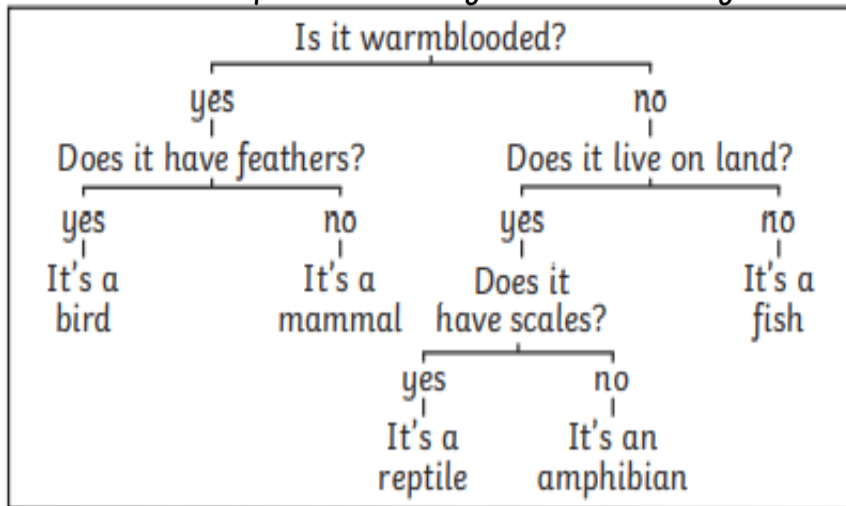 Is it warmblooded?
yes
no
Does it have feathers?
Does it live on land?
yes
no
yes
no
It's a
bird
It's a
mammal
Does it
have scales?
It's a
fish
yes
no
It's a
reptile
It's an
amphibian